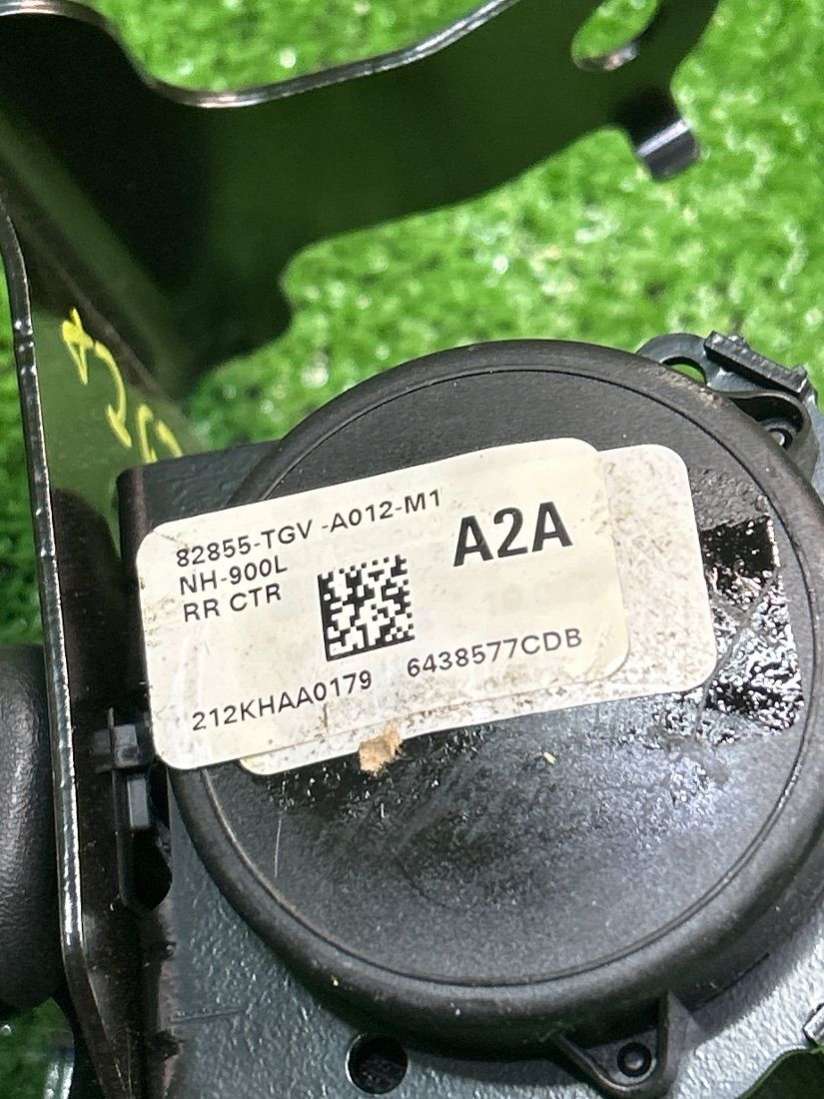 82855-TGV -A012-M1
NH-900L
RR CTR
A2A
212KHAA0179 6438577CDB